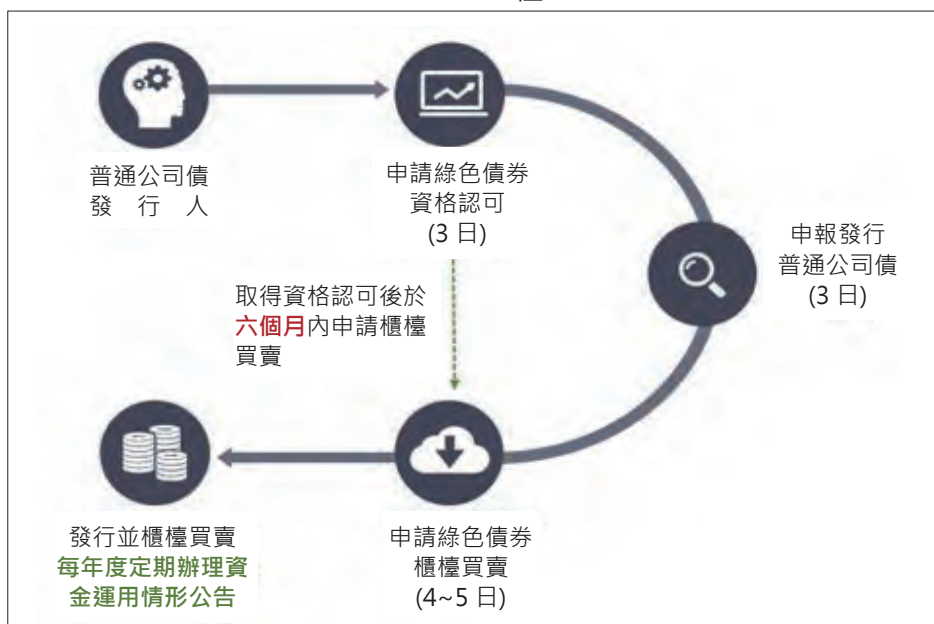 普通公司債
發 行 人
申請綠色債券
資格認可
(3 日)
申報發行
普通公司債
(3 日)
取得資格認可後於
六個月內申請櫃檯
買賣
申請綠色債券
櫃檯買賣
(4~5 日)
發行並櫃檯買賣
每年度定期辦理資
金運用情形公告